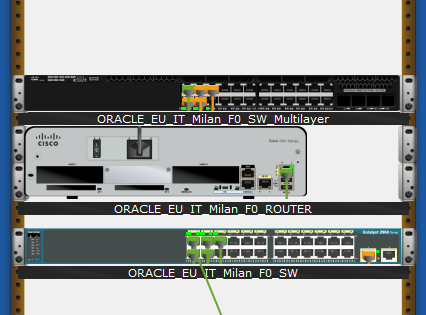 ORACLE_EU_IT_Milan_F0_SW_Multilayer
CISCO
ORACLE_EU_IT_Milan_F0_ROUTER
Catalyst 2960 Series
ORACLE_EU_IT_Milan_F0_SW